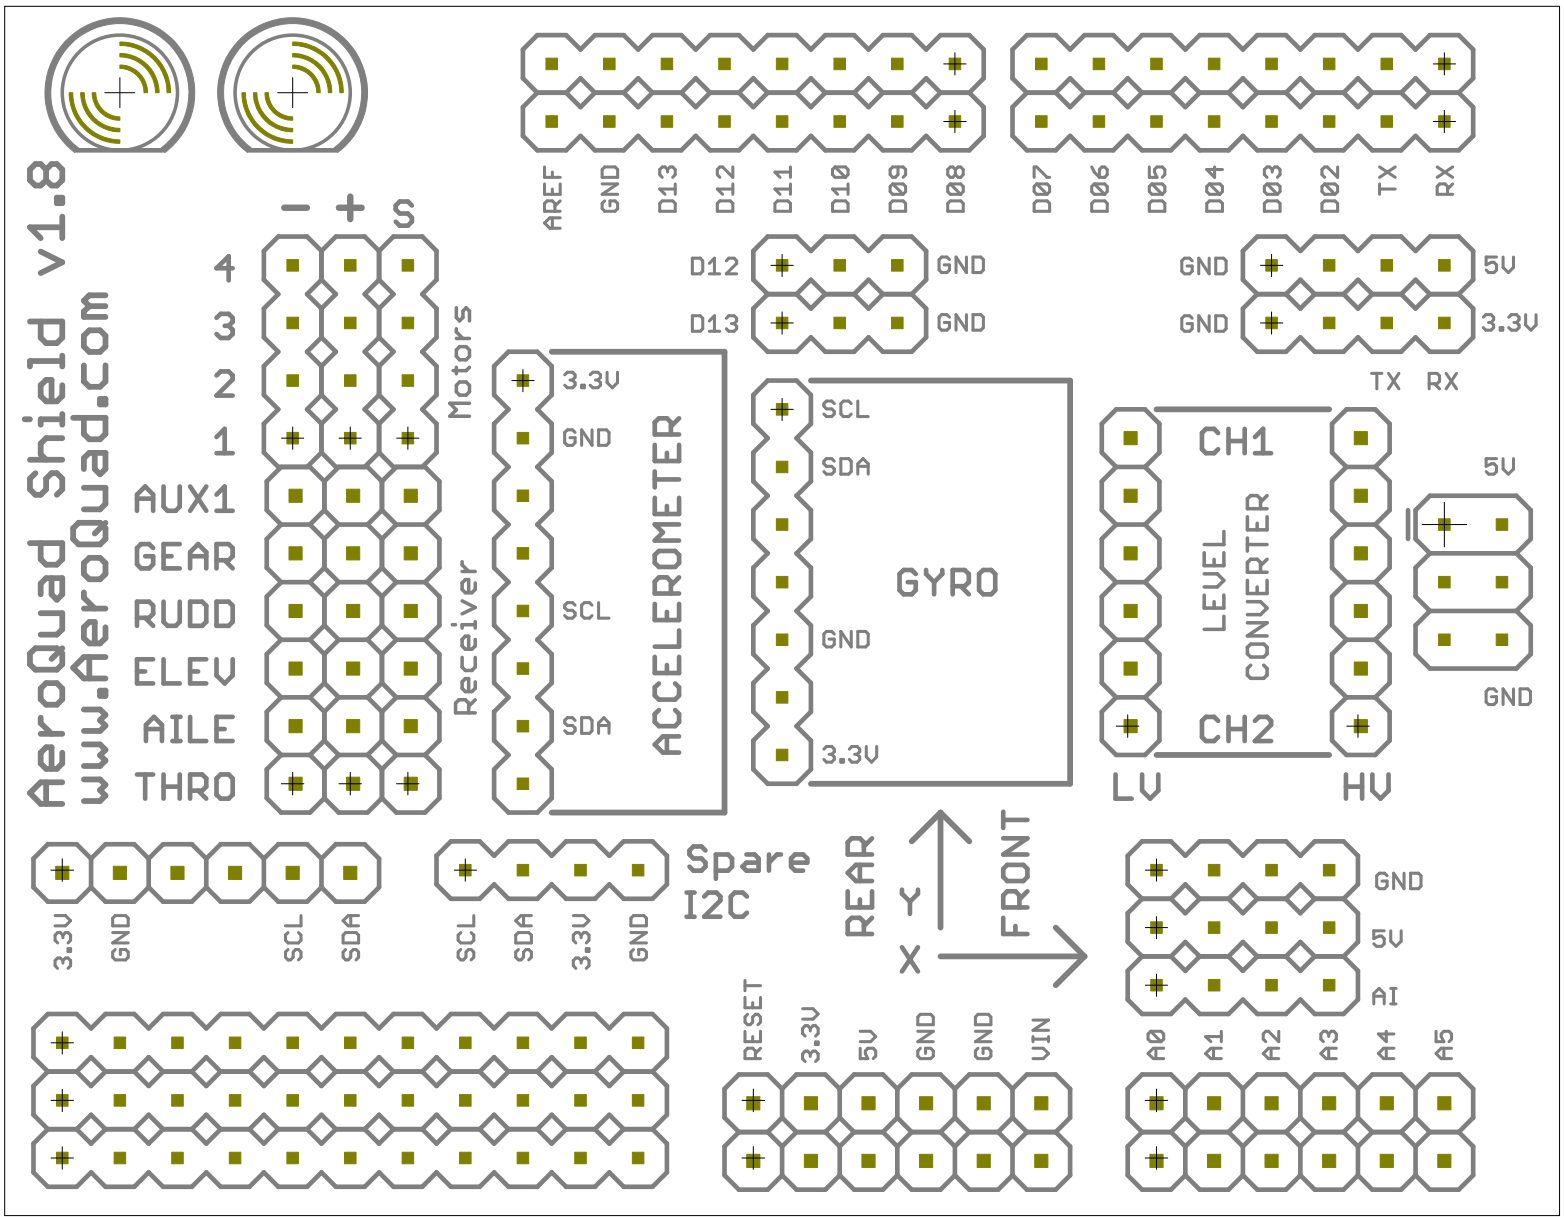 AeroQuad Shield v1.8
www.AeroQuad.com
AREF GND D13 D12 D11 D10 D09 D08
D07 D06 D05 D04 D03 D02 TX RX
- + S
4
3
2
1
Motors
AUX1
GEAR
RUDD
ELEV
AILE
THRO
Receiver
D12 GND
D13 GND
GND 5V
GND 3.3V
TX RX
3.3V
GND
SCL
SDA
ACCELEROMETER
SCL
SDA
GND
3.3V
GYRO
CH1
LEVEL
CONVERTER
CH2
LV HV
5V
GND
3.3V GND SCL SDA
SCL SDA 3.3V GND
Spare
I2C
REAR
FRONT
Y
X
GND
5V
AI
RESET 3.3V 5V GND GND VIN
A0 A1 A2 A3 A4 A5